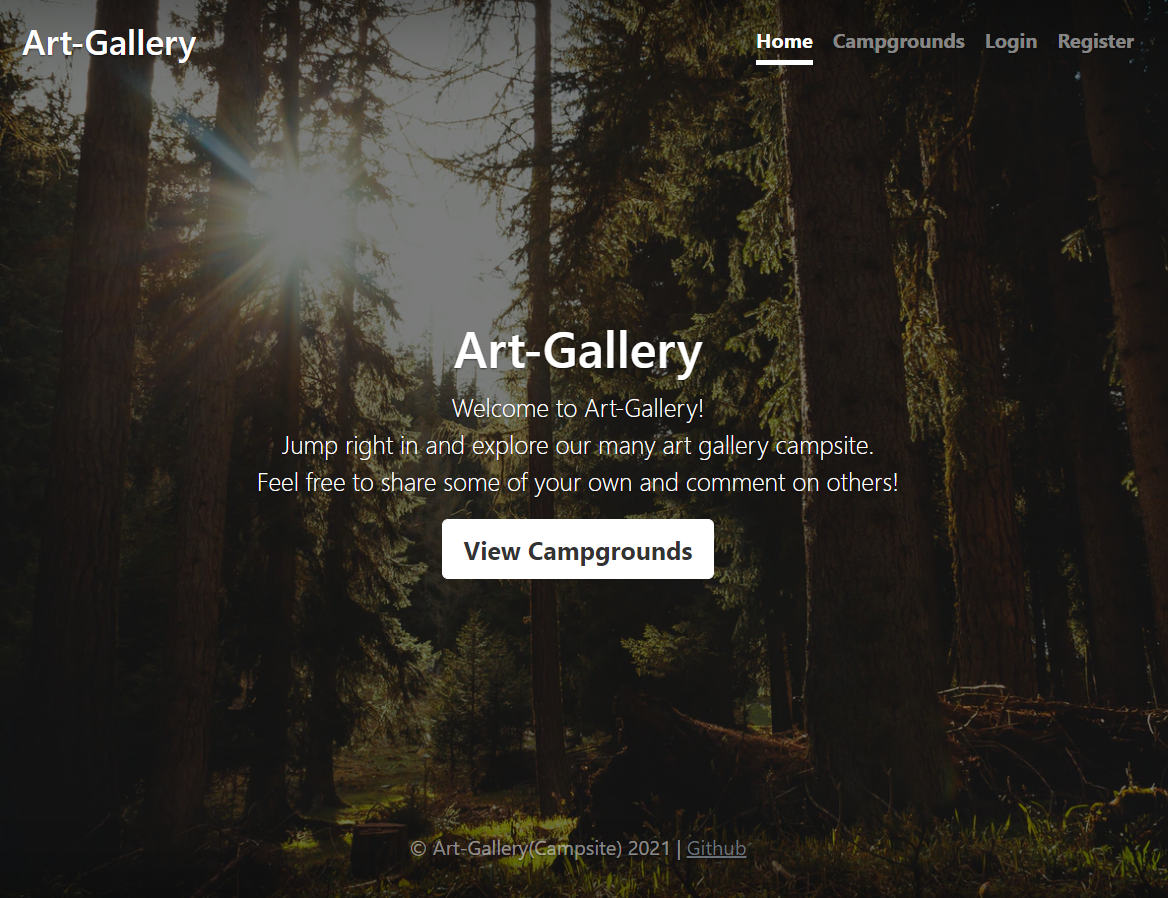 Art-Gallery
Home Campgrounds Login Register
Art-Gallery
Welcome to Art-Gallery!
Jump right in and explore our many art gallery campsite.
Feel free to share some of your own and comment on others!
View Campgrounds
© Art-Gallery(Campsite) 2021 | Github